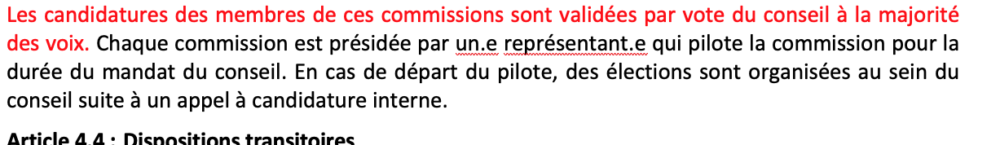 Les candidatures des membres de ces commissions sont validées par vote du conseil à la majorité
des voix. Chaque commission est présidée par un.e représentant.e qui pilote la commission pour la
durée du mandat du conseil. En cas de départ du pilote, des élections sont organisées au sein du
conseil suite à un appel à candidature interne.
Article 4.4 : Dispositions transitoires